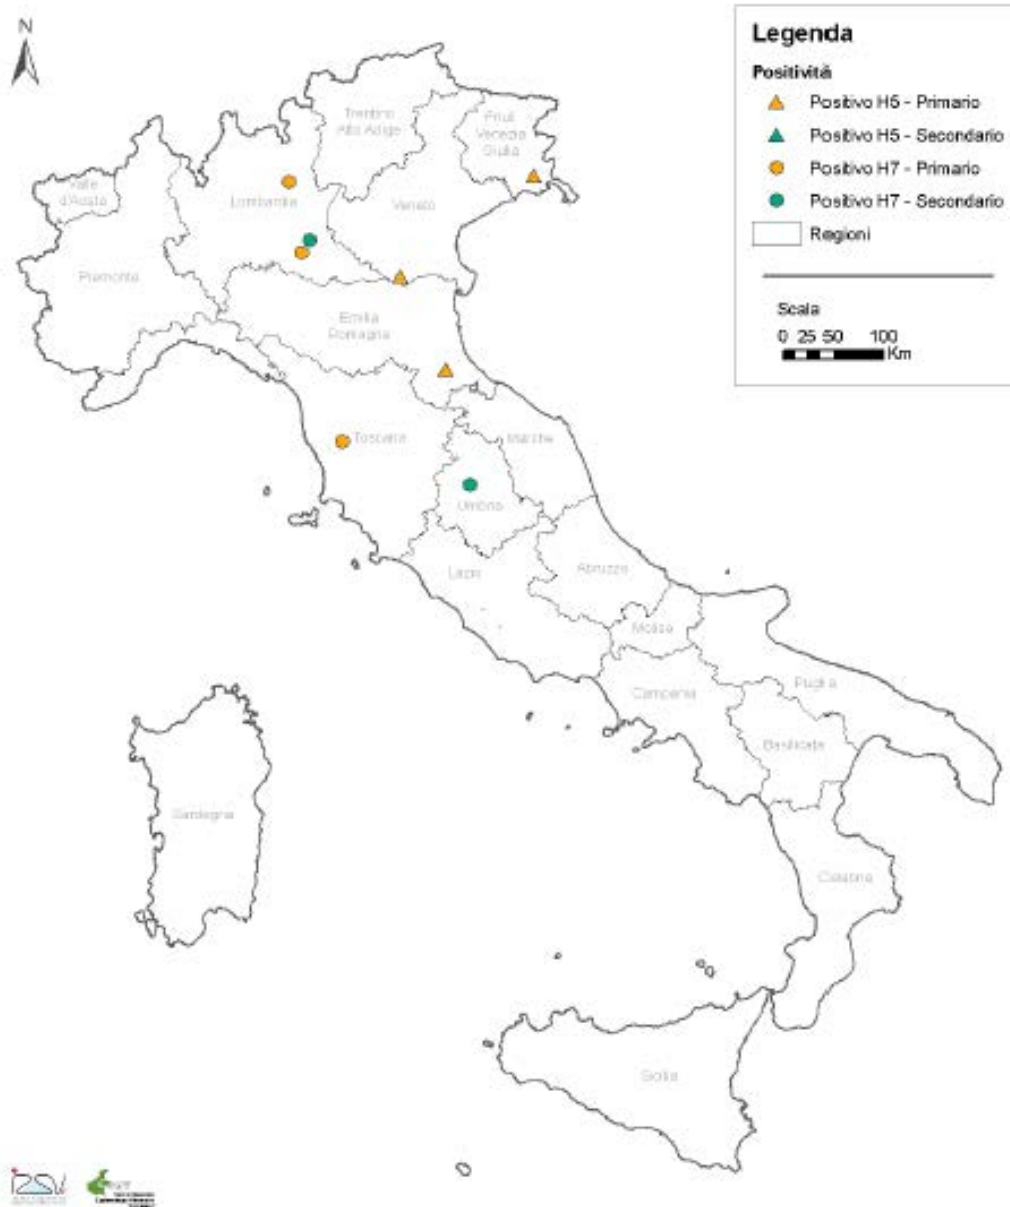 N
Legenda
Positività
Positivo H5 - Primario
Positivo H5 - Secondario
Positivo H7 - Primario
Positivo H7 - Secondario
Regioni
Scala
0 25 50 100
Km
Trentino
Alto Adige
Friuli
Venezia
Giulia
Valle
d'Aosta
Lombardia
Veneto
Piemonte
Emilia
Romagna
Toscana
Marche
Umbria
Lazio
Abruzzo
Molise
Campania
Puglia
Basilicata
Sardegna
Calabria
Sicilia